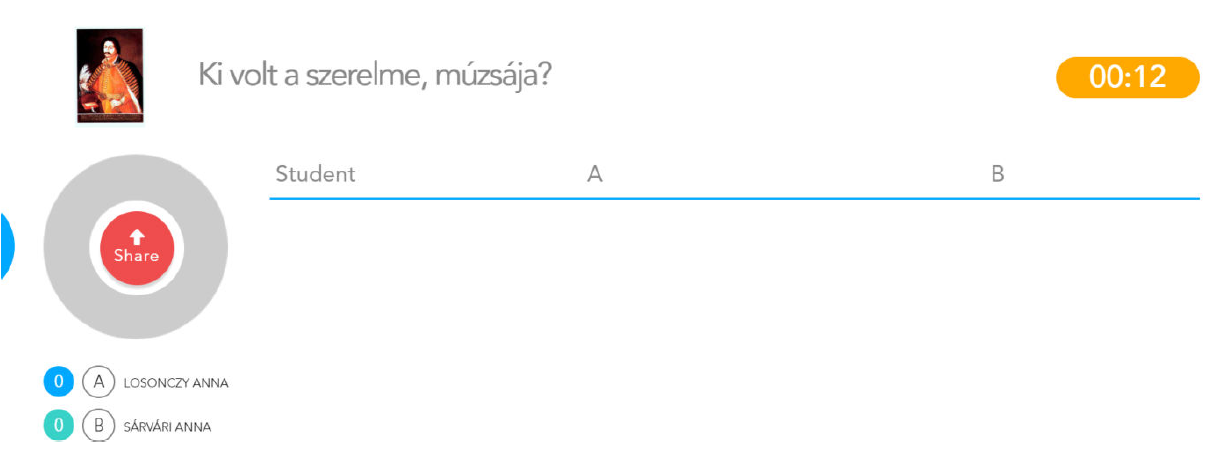 Ki volt a szerelme, múzsája?
00:12
Student A B
Share
0 A LOSONCZY ANNA
0 B SÁRVÁRI ANNA